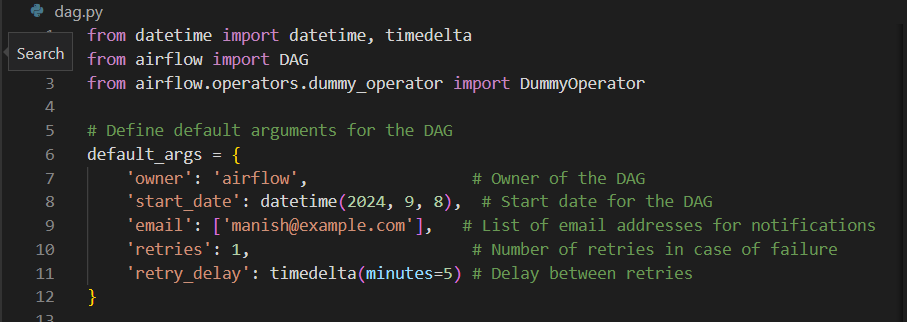 dag.py
1 from datetime import datetime, timedelta
Search
from airflow import DAG
3 from airflow.operators.dummy_operator import DummyOperator
4
5 # Define default arguments for the DAG
6 default_args = {
7 'owner': 'airflow', # Owner of the DAG
8 'start_date': datetime(2024, 9, 8), # Start date for the DAG
9 'email': ['manish@example.com'], # List of email addresses for notifications
10 'retries': 1, # Number of retries in case of failure
11 'retry_delay': timedelta(minutes=5) # Delay between retries
12 }
13